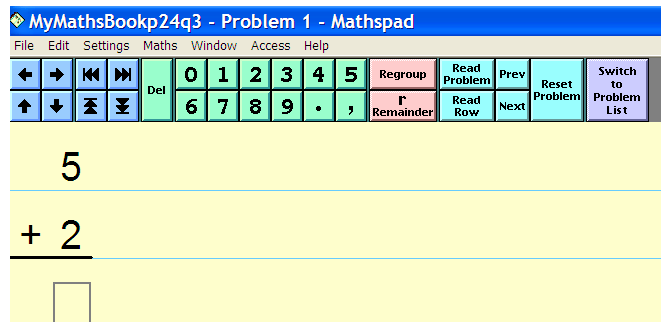 MyMathsBookp24q3 - Problem 1 - Mathspad
File Edit Settings Maths Window Access Help
Del 0 1 2 3 4 5 Regroup Read Problem Prev Reset Problem Switch to Problem List
6 7 8 9 . , r Remainder Read Row Next
5
+ 2